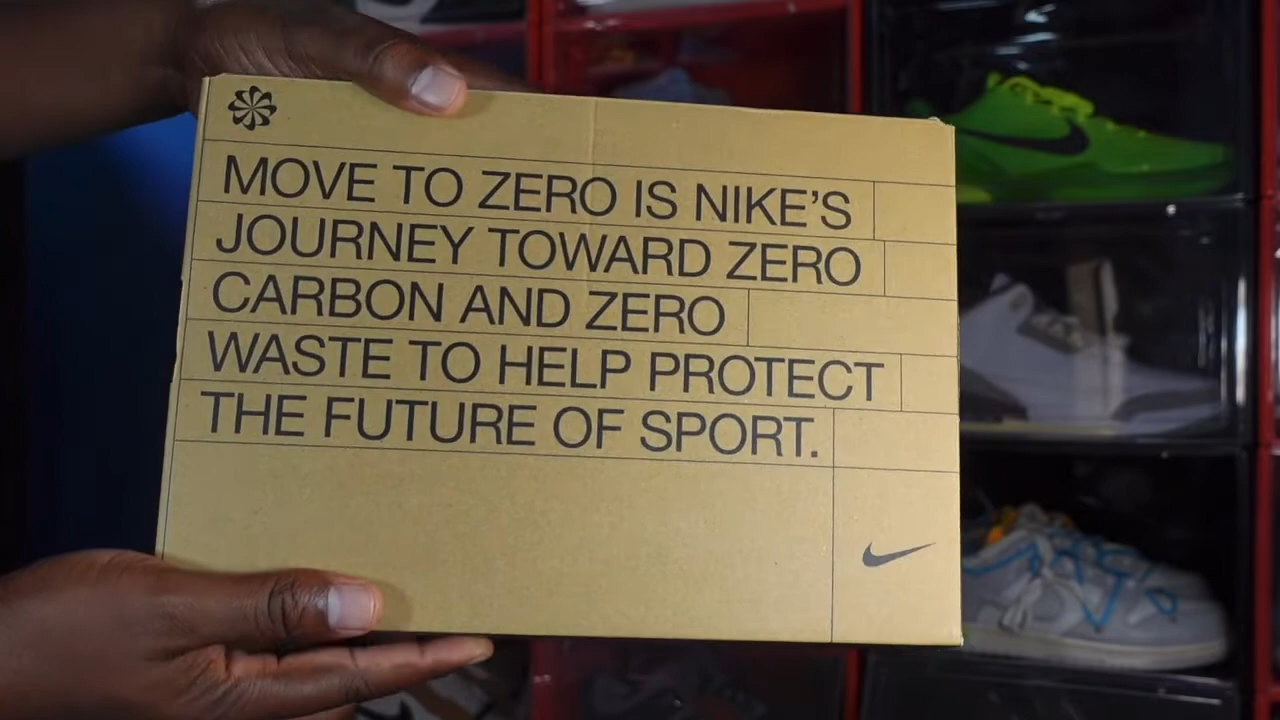 MOVE TO ZERO IS NIKE'S
JOURNEY TOWARD ZERO
CARBON AND ZERO
WASTE TO HELP PROTECT
THE FUTURE OF SPORT.